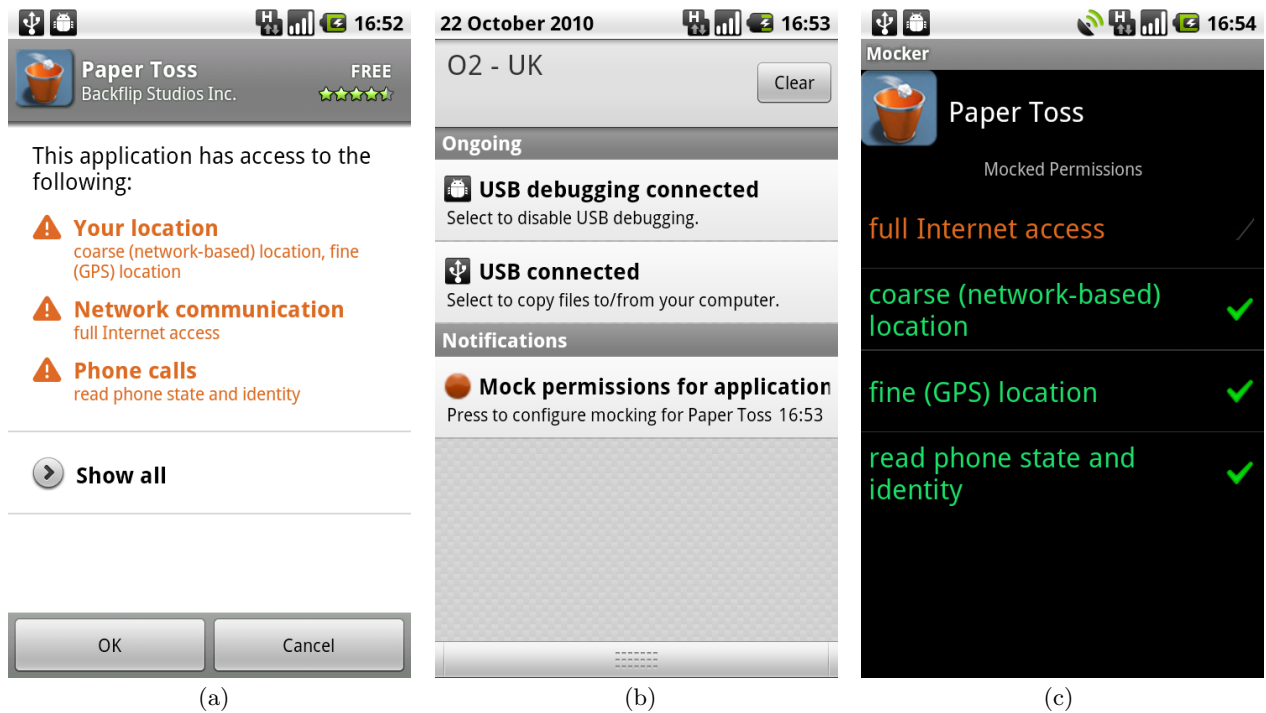 16:52
Paper Toss
FREE
Backflip Studios Inc.
This application has access to the
following:
Your location
coarse (network-based) location, fine
(GPS) location
Network communication
full Internet access
Phone calls
read phone state and identity
Show all
OK
Cancel
(a)
22 October 2010
H
16:53
O2 - UK
Clear
Ongoing
USB debugging connected
Select to disable USB debugging.
USB connected
Select to copy files to/from your computer.
Notifications
Mock permissions for application
Press to configure mocking for Paper Toss 16:53
(b)
H
16:54
Mocker
Paper Toss
Mocked Permissions
full Internet access
coarse (network-based)
location
fine (GPS) location
read phone state and
identity
(c)